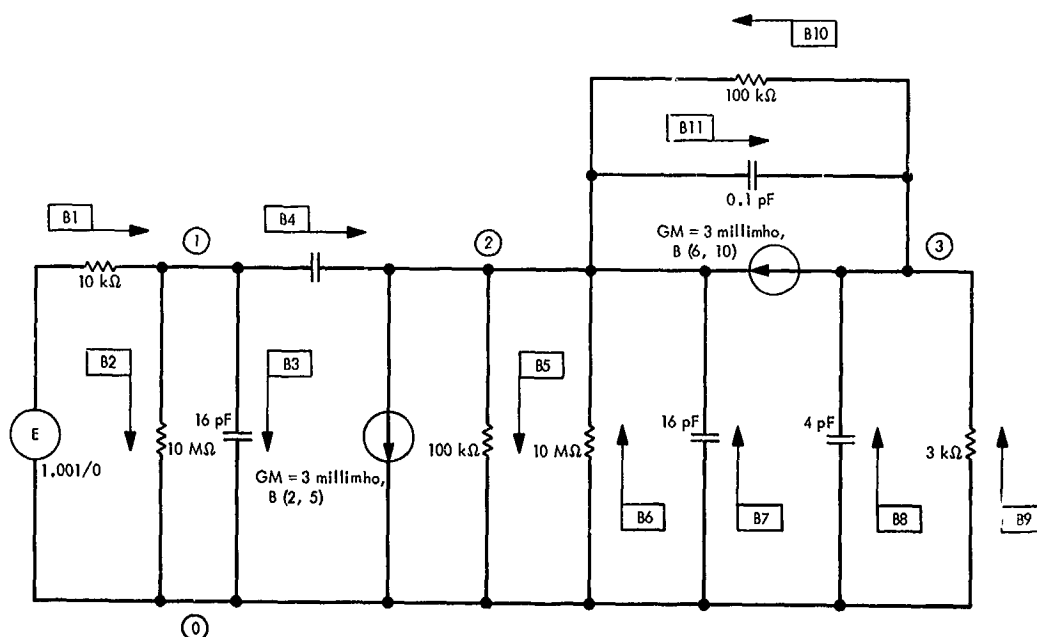 B10
100 kΩ
B11
0.1 pF
B1
B4
1
2
GM = 3 millimho,
B (6, 10)
3
10 kΩ
B2
B3
B5
E
1.001/0
10 MΩ
16 pF
GM = 3 millimho,
B (2, 5)
100 kΩ
10 MΩ
16 pF
4 pF
3 kΩ
B6
B7
B8
B9
0